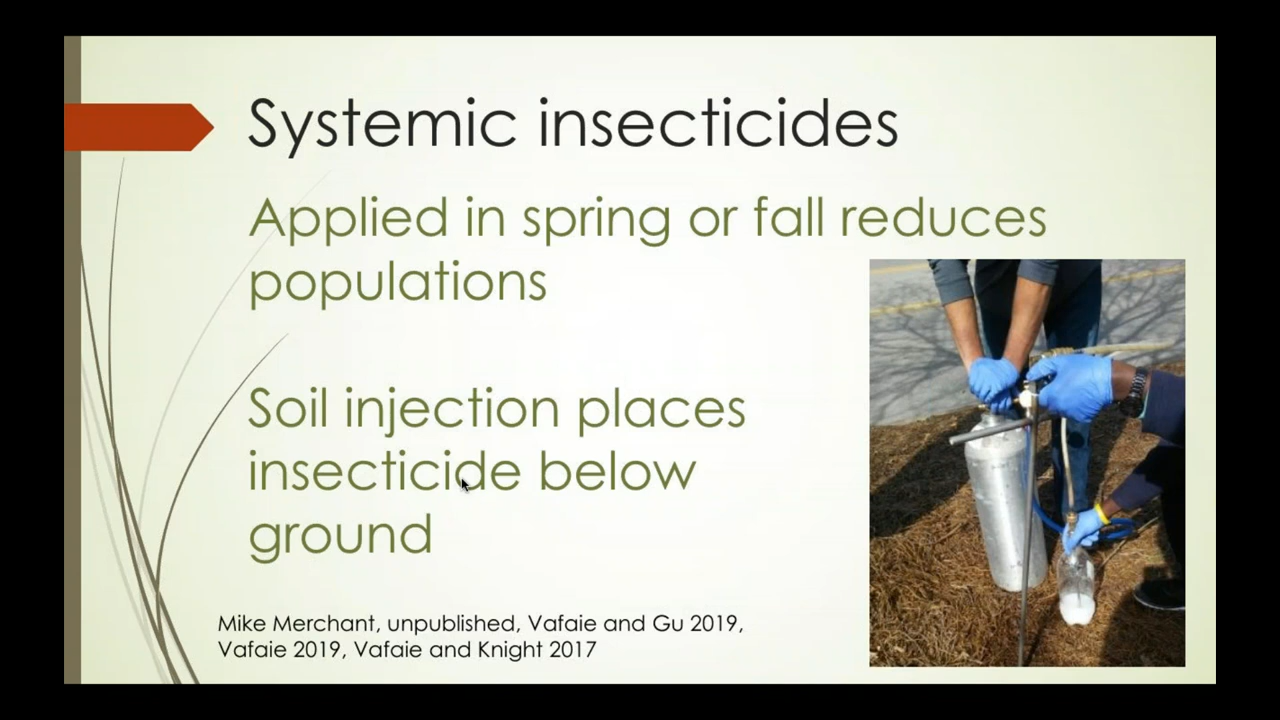 Systemic insecticides
Applied in spring or fall reduces
populations
Soil injection places
insecticide below
ground
Mike Merchant, unpublished, Vafaie and Gu 2019,
Vafaie 2019, Vafaie and Knight 2017